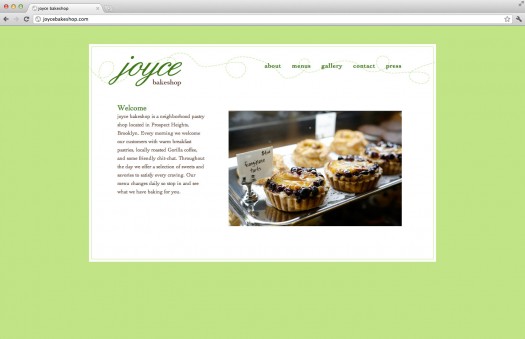 joyce bakeshop
joycebakeshop.com
joyce
bakeshop
about menus gallery contact press
Welcome
joyce bakeshop is a neighborhood pastry
shop located in Prospect Heights,
Brooklyn. Every morning we welcome
our customers with warm breakfast
pastries, locally roasted Gorilla coffee,
and some friendly chit-chat. Throughout
the day we offer a selection of sweets and
savories to satisfy every craving. Our
menu changes daily so stop in and see
what we have baking for you.
Blue